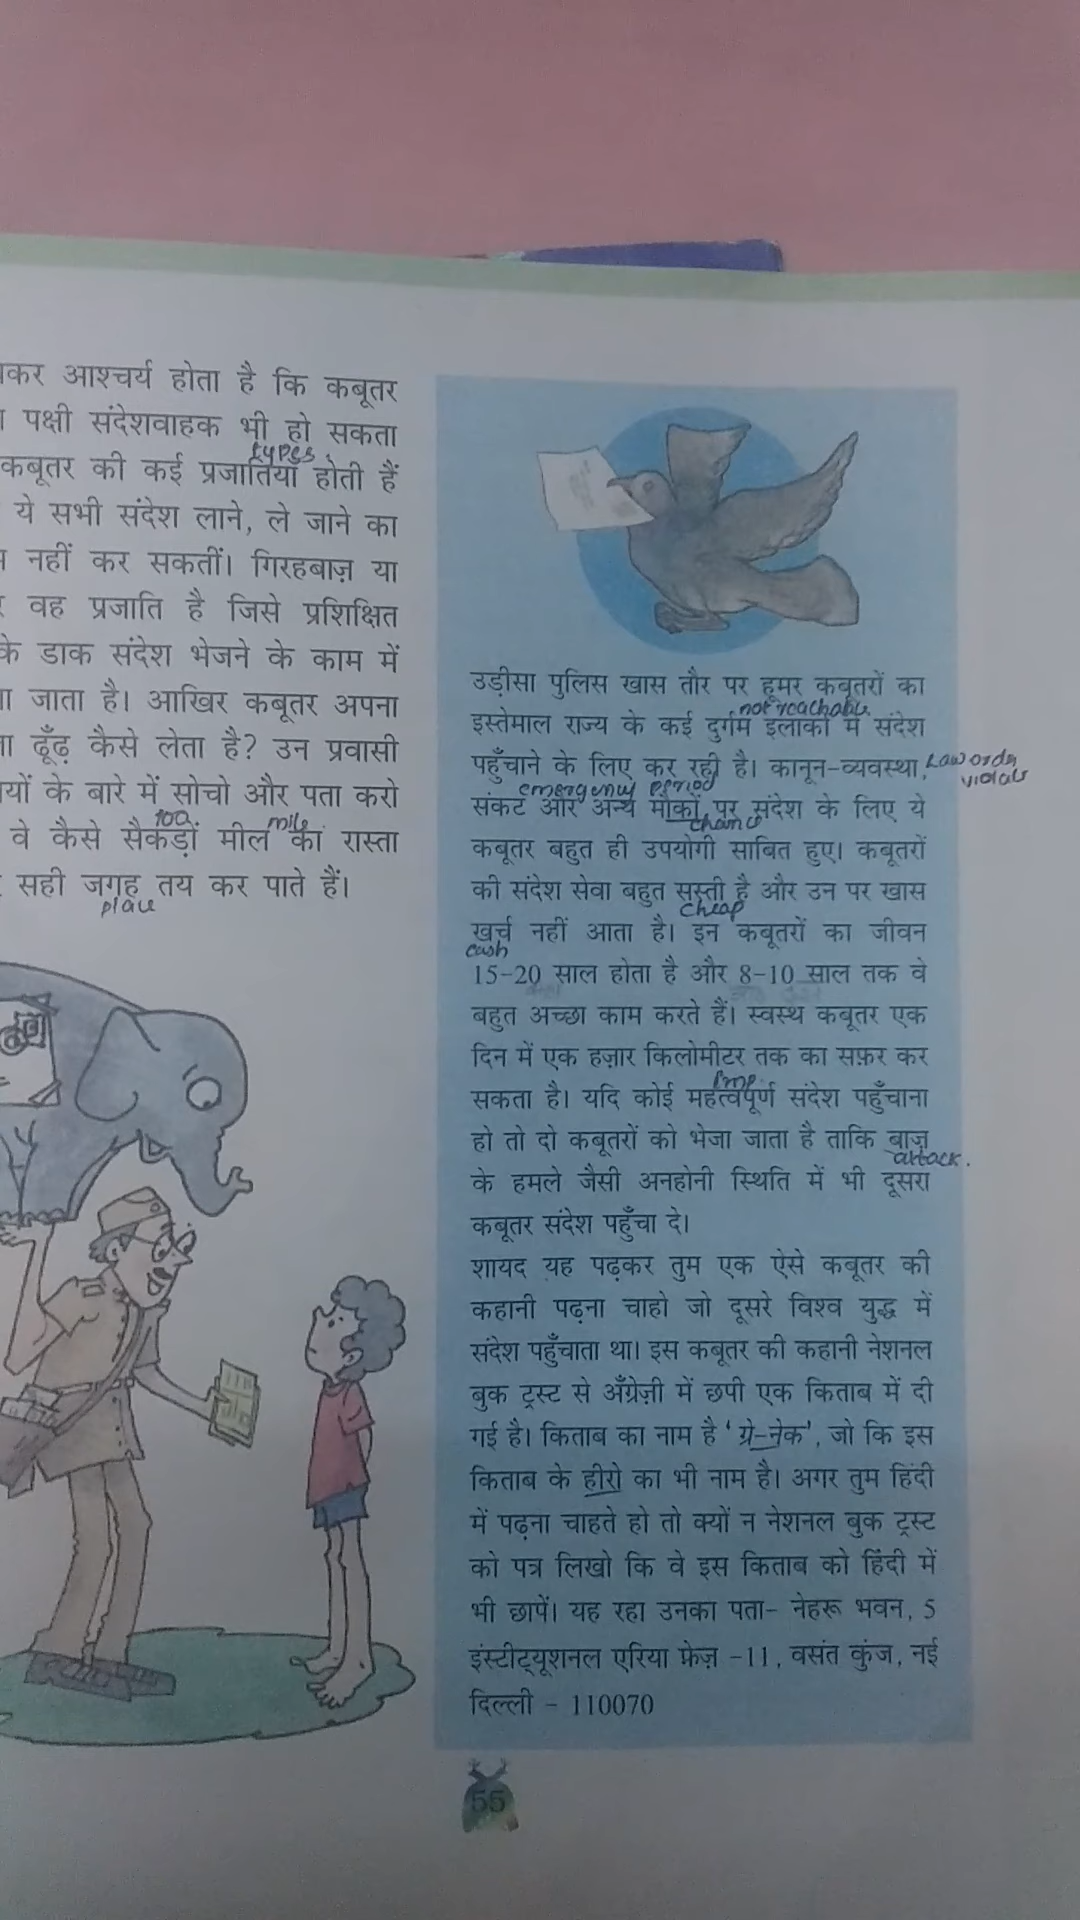 कर आश्चर्य होता है कि कबूतर
पक्षी संदेशवाहक भी हो सकता
types
कबूतर की कई प्रजातियाँ होती हैं
ये सभी संदेश लाने, ले जाने का
नहीं कर सकतीं। गिरहबाज़ या
वह प्रजाति है जिसे प्रशिक्षित
के डाक संदेश भेजने के काम में
जाता है। आखिर कबूतर अपना
ढूँढ़ कैसे लेता है? उन प्रवासी
यों के बारे में सोचो और पता करो
100 mile
वे कैसे सैकड़ों मील का रास्ता
सही जगह तय कर पाते हैं।
place
उड़ीसा पुलिस खास तौर पर हूमर कबूतरों का
not reachable
इस्तेमाल राज्य के कई दुर्गम इलाकों में संदेश
पहुँचाने के लिए कर रही है। कानून-व्यवस्था, Law
emergency period
संकट और अन्य मौकों पर संदेश के लिए ये
कबूतर बहुत ही उपयोगी साबित हुए। कबूतरों
की संदेश सेवा बहुत सस्ती है और उन पर खास
cheap
खर्च नहीं आता है। इन कबूतरों का जीवन
15-20 साल होता है और 8-10 साल तक वे
बहुत अच्छा काम करते हैं। स्वस्थ कबूतर एक
दिन में एक हज़ार किलोमीटर तक का सफ़र कर
Imp.
सकता है। यदि कोई महत्वपूर्ण संदेश पहुँचाना
हो तो दो कबूतरों को भेजा जाता है ताकि बाज़
attack.
के हमले जैसी अनहोनी स्थिति में भी दूसरा
कबूतर संदेश पहुँचा दे।
शायद यह पढ़कर तुम एक ऐसे कबूतर की
कहानी पढ़ना चाहो जो दूसरे विश्व युद्ध में
संदेश पहुँचाता था। इस कबूतर की कहानी नेशनल
बुक ट्रस्ट से अँग्रेज़ी में छपी एक किताब में दी
गई है। किताब का नाम है 'ग्रे-नेक', जो कि इस
किताब के हीरो का भी नाम है। अगर तुम हिंदी
में पढ़ना चाहते हो तो क्यों न नेशनल बुक ट्रस्ट
को पत्र लिखो कि वे इस किताब को हिंदी में
भी छापें। यह रहा उनका पता- नेहरू भवन, 5
इंस्टीट्यूशनल एरिया फ़ेज़ -11, वसंत कुंज, नई
दिल्ली - 110070
55